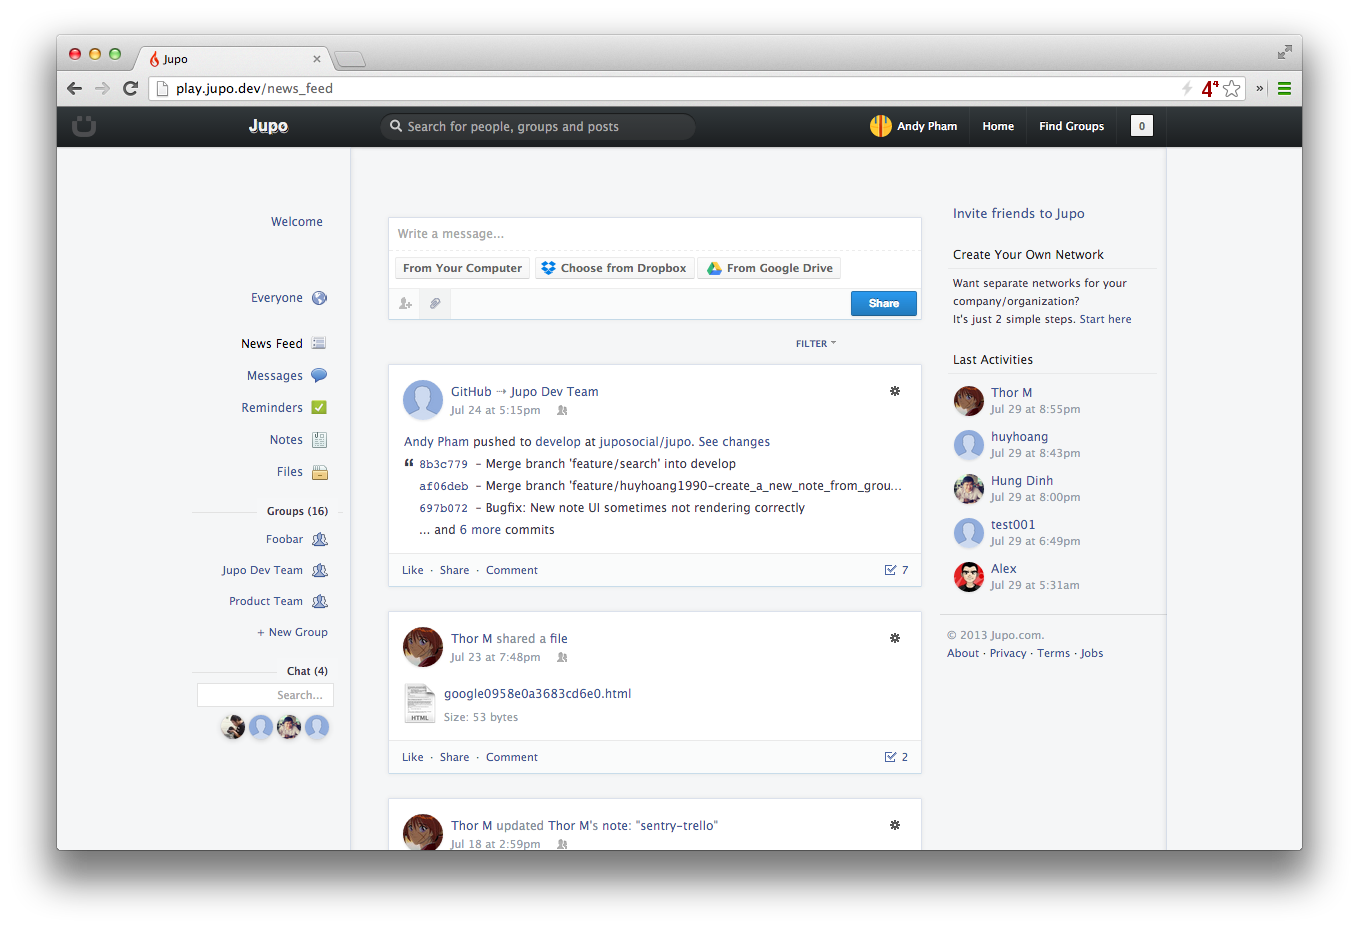 Jupo
play.jupo.dev/news_feed
4⁴
»
Jupo
Search for people, groups and posts
Andy Pham
Home
Find Groups
0
Welcome
Everyone
News Feed
Messages
Reminders
Notes
Files
Groups (16)
Foobar
Jupo Dev Team
Product Team
+ New Group
Chat (4)
Search...
Write a message...
From Your Computer
Choose from Dropbox
From Google Drive
Share
FILTER
GitHub ⇢ Jupo Dev Team
Jul 24 at 5:15pm
Andy Pham pushed to develop at juposocial/jupo. See changes
“ 8b3c779 – Merge branch 'feature/search' into develop
af06deb – Merge branch 'feature/huyhoang1990-create_a_new_note_from_grou...
697b072 – Bugfix: New note UI sometimes not rendering correctly
... and 6 more commits
Like · Share · Comment
7
Thor M shared a file
Jul 23 at 7:48pm
HTML
google0958e0a3683cd6e0.html
Size: 53 bytes
Like · Share · Comment
2
Thor M updated Thor M's note: "sentry-trello"
Jul 18 at 2:59pm
Invite friends to Jupo
Create Your Own Network
Want separate networks for your
company/organization?
It's just 2 simple steps. Start here
Last Activities
Thor M
Jul 29 at 8:55pm
huyhoang
Jul 29 at 8:43pm
Hung Dinh
Jul 29 at 8:00pm
test001
Jul 29 at 6:49pm
Alex
Jul 29 at 5:31am
© 2013 Jupo.com.
About · Privacy · Terms · Jobs